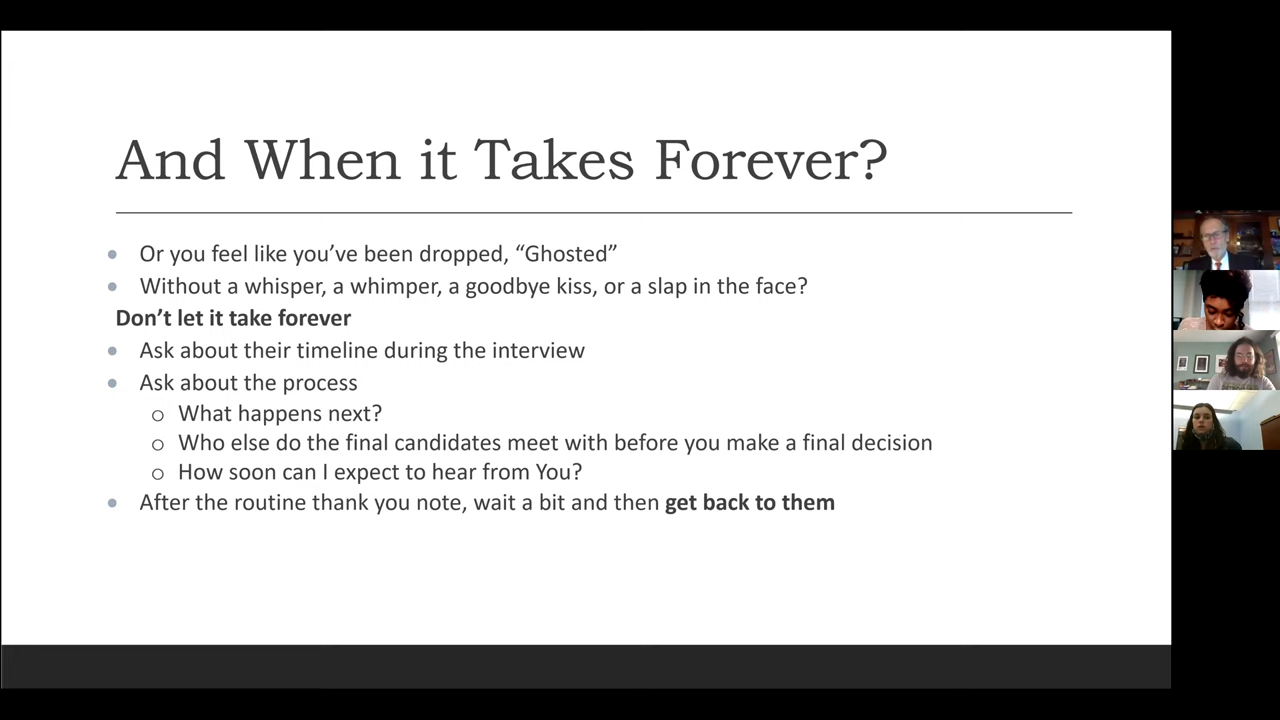 And When it Takes Forever?
Or you feel like you’ve been dropped, “Ghosted”
Without a whisper, a whimper, a goodbye kiss, or a slap in the face?
Don’t let it take forever
Ask about their timeline during the interview
Ask about the process
What happens next?
Who else do the final candidates meet with before you make a final decision
How soon can I expect to hear from You?
After the routine thank you note, wait a bit and then get back to them